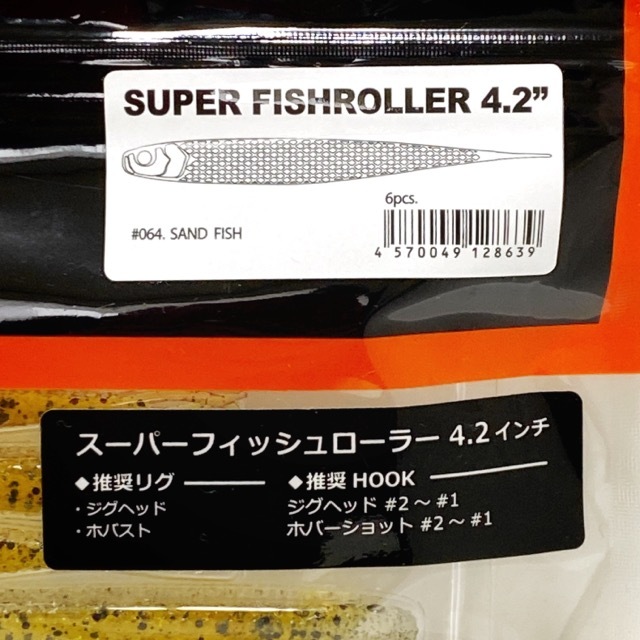 SUPER FISHROLLER 4.2”
6pcs.
#064. SAND FISH
4 570049 128639
スーパーフィッシュローラー 4.2インチ
◆推奨リグ
・ジグヘッド
・ホバスト
◆推奨 HOOK
ジグヘッド #2～#1
ホバーショット #2～#1